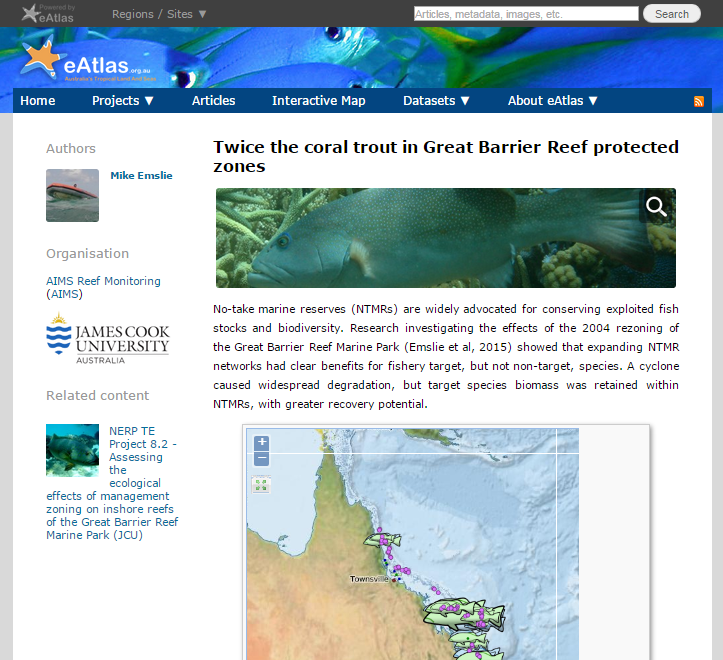 Powered by
eAtlas
Regions / Sites ▼
Articles, metadata, images, etc.
Search
eAtlas.org.au
Australia's Tropical Land And Seas
Home
Projects ▼
Articles
Interactive Map
Datasets ▼
About eAtlas ▼
Authors
Mike Emslie
Organisation
AIMS Reef Monitoring
(AIMS)
JAMES COOK
UNIVERSITY
AUSTRALIA
Related content
NERP TE
Project 8.2 -
Assessing
the
ecological
effects of management
zoning on inshore reefs
of the Great Barrier Reef
Marine Park (JCU)
Twice the coral trout in Great Barrier Reef protected
zones
No-take marine reserves (NTMRs) are widely advocated for conserving exploited fish
stocks and biodiversity. Research investigating the effects of the 2004 rezoning of
the Great Barrier Reef Marine Park (Emslie et al, 2015) showed that expanding NTMR
networks had clear benefits for fishery target, but not non-target, species. A cyclone
caused widespread degradation, but target species biomass was retained within
NTMRs, with greater recovery potential.
+
−
Townsville